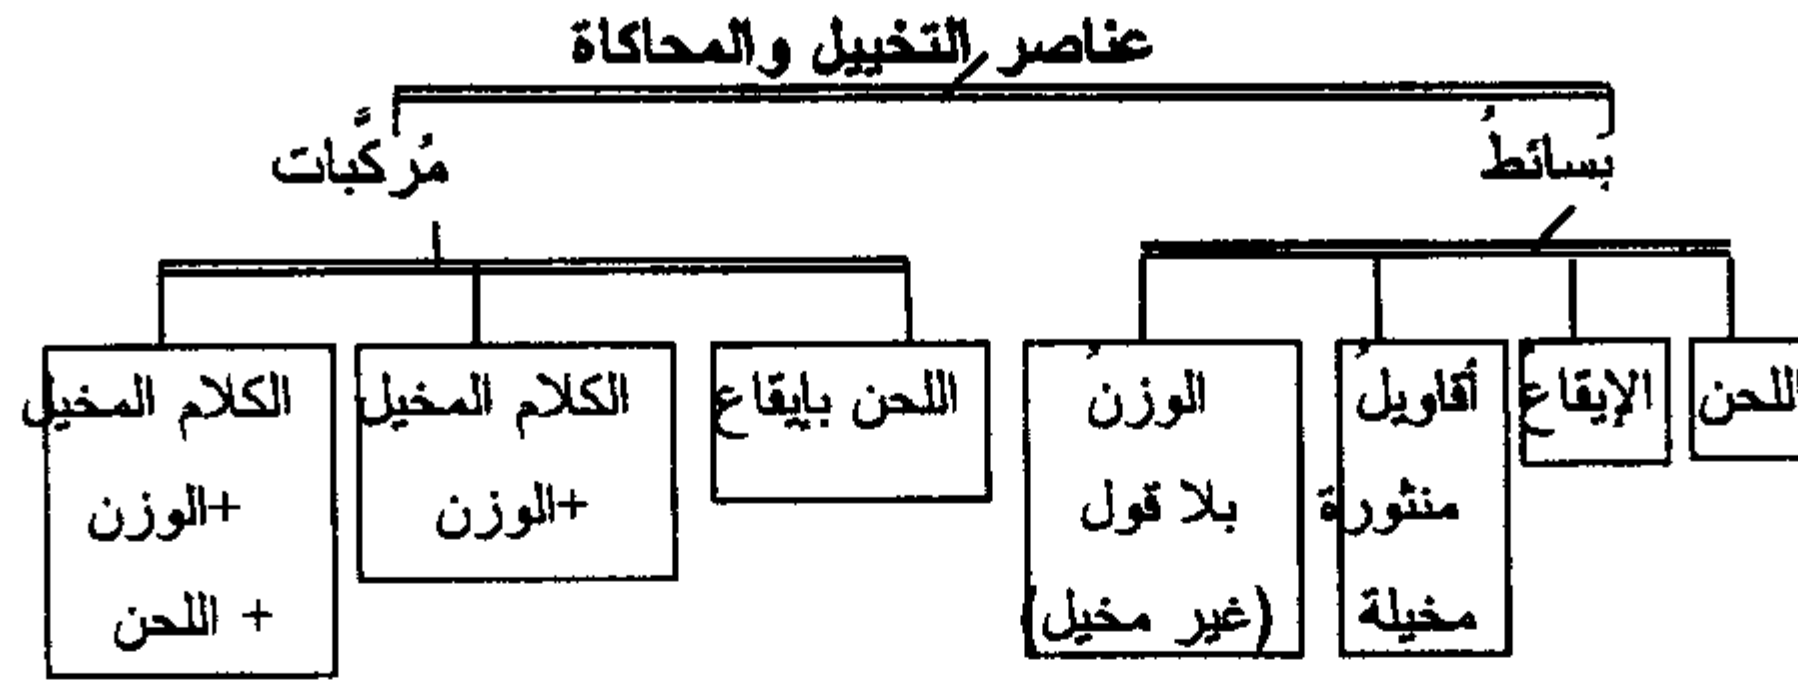 عناصر التخييل والمحاكاة
بسائطُ
مُركَّبات
اللحن
الإيقاعُ
أقاويلُ
منثورة
مخيلة
الوزنُ
بلا قول
(غير مخيل)
اللحن بايقاع
الكلام المخيل
+الوزن
الكلام المخيل
+الوزن
+ اللحن